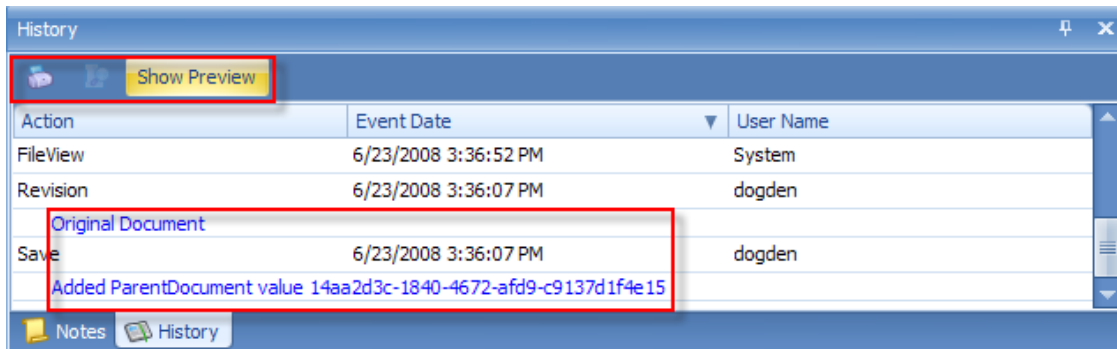 History
Show Preview
Action Event Date User Name
FileView 6/23/2008 3:36:52 PM System
Revision 6/23/2008 3:36:07 PM dogden
Original Document
Save 6/23/2008 3:36:07 PM dogden
Added ParentDocument value 14aa2d3c-1840-4672-afd9-c9137d1f4e15
Notes History